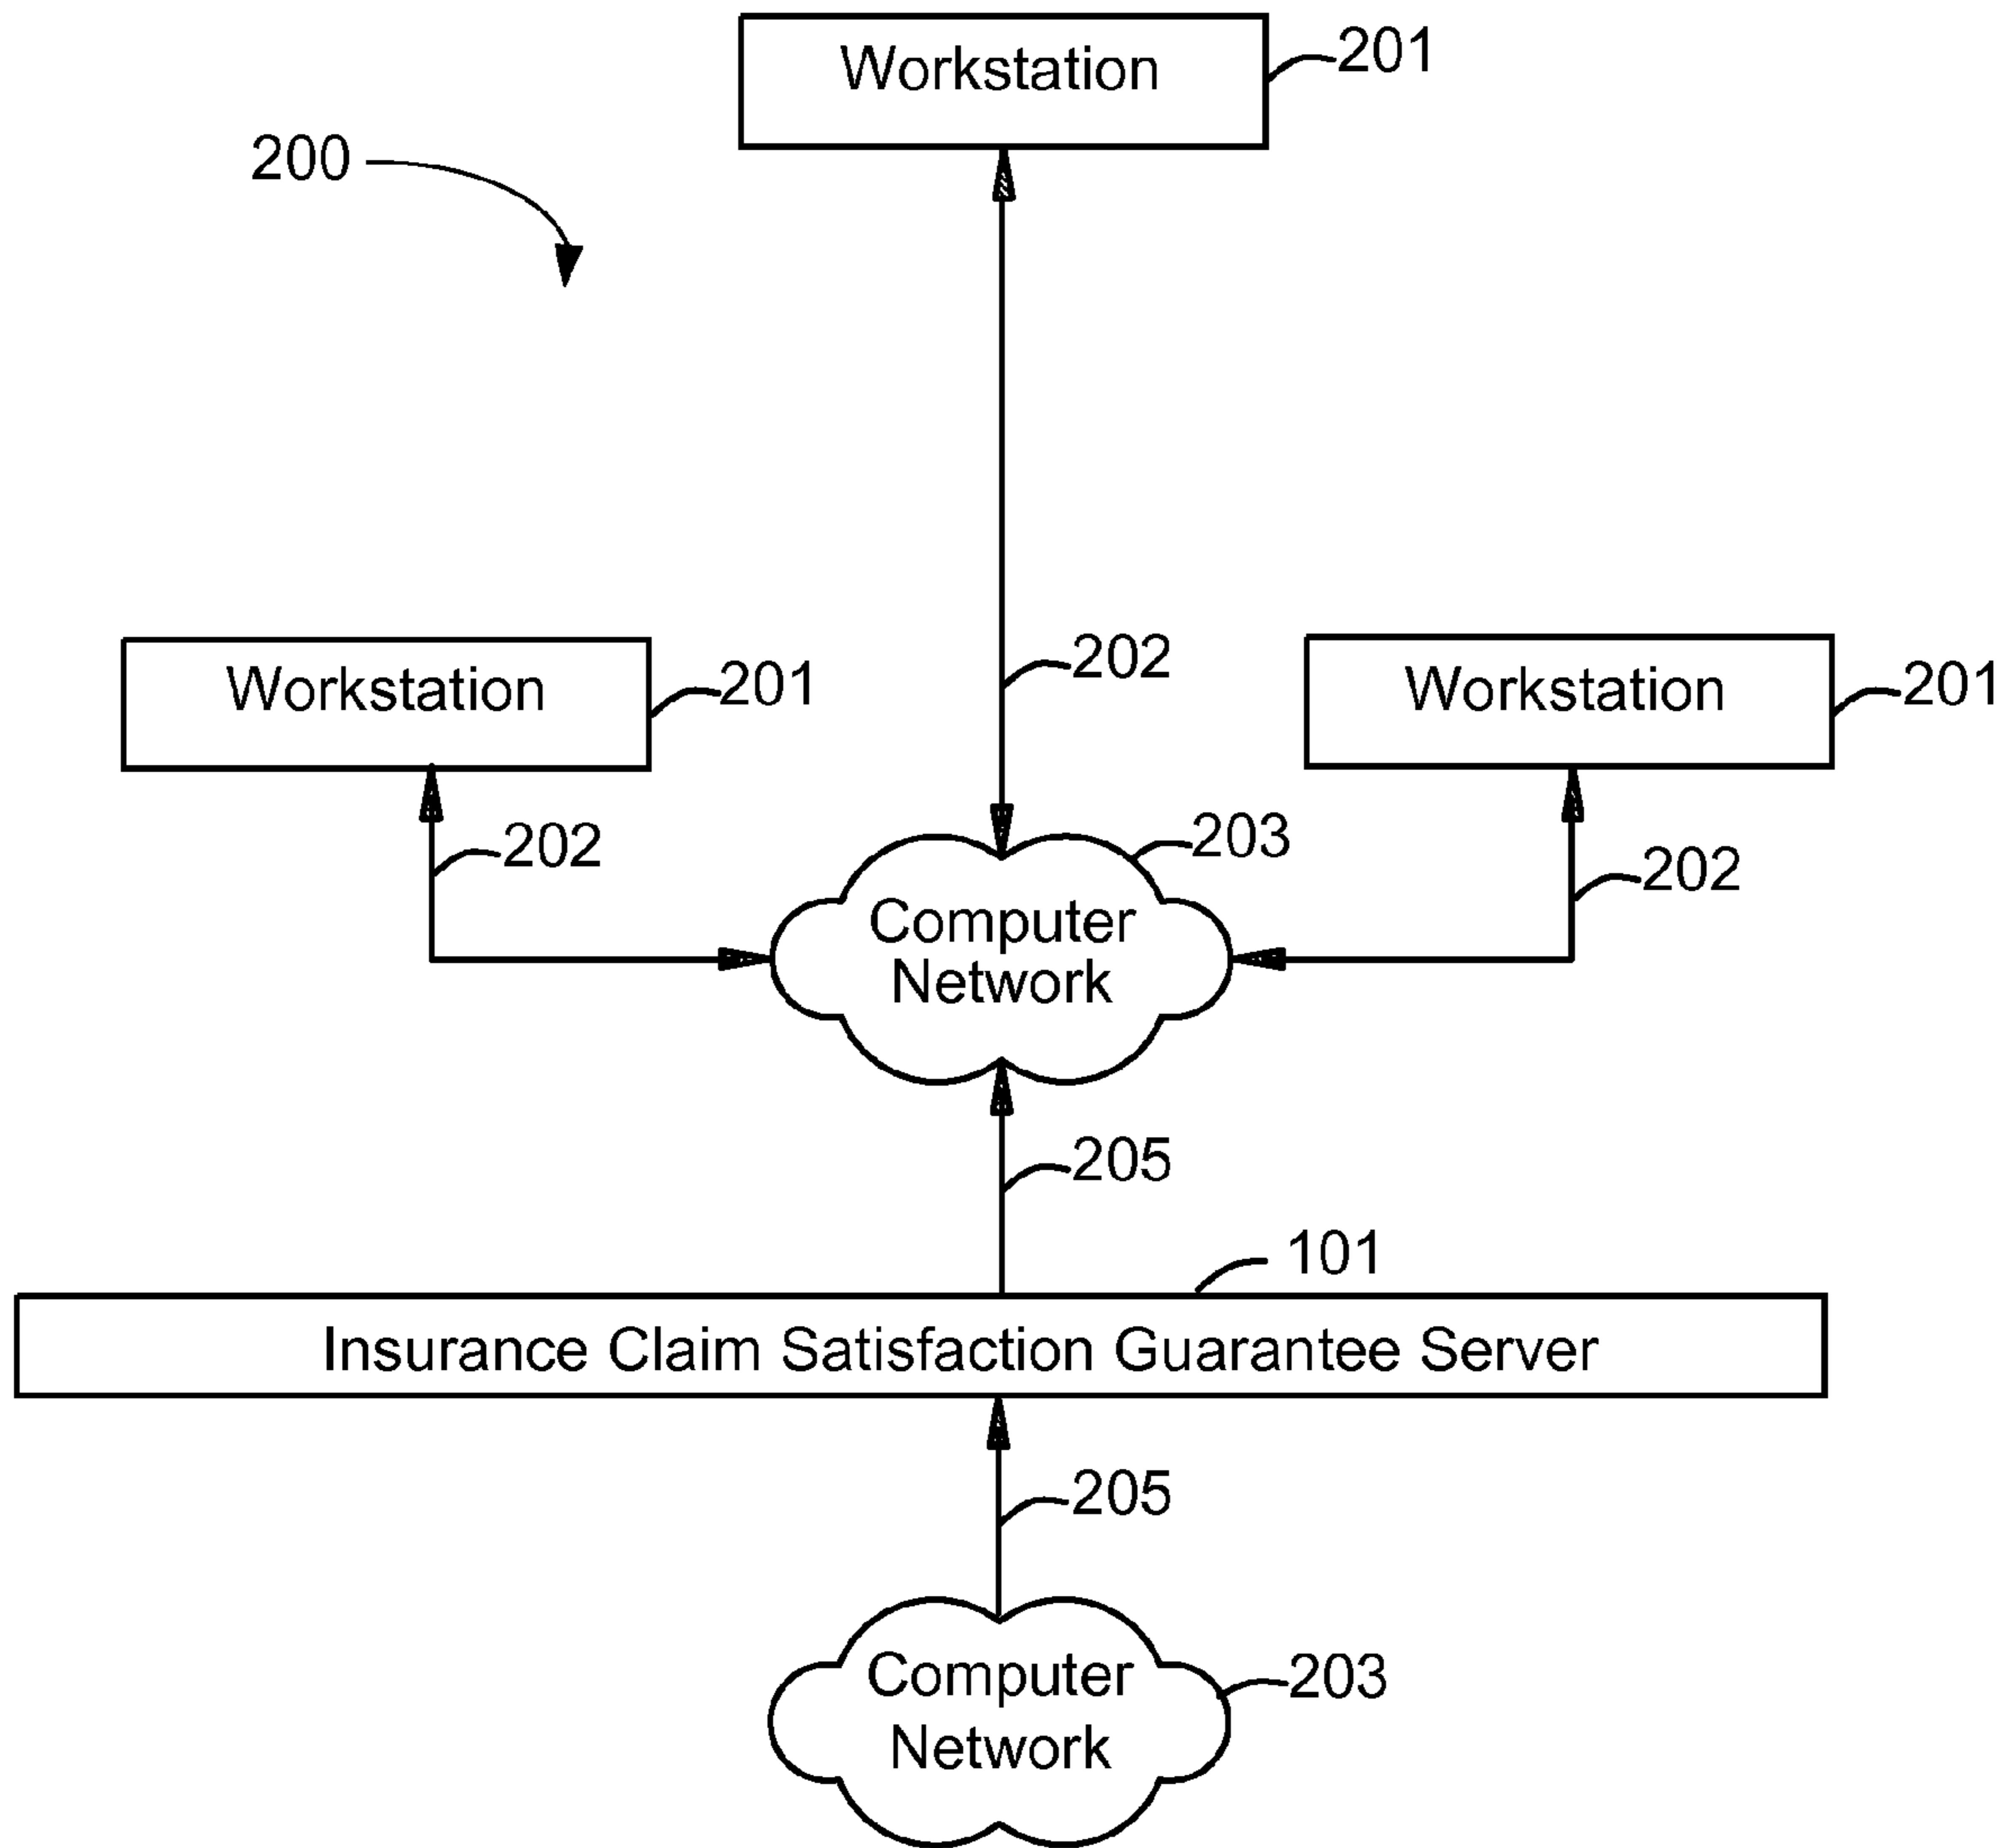 Workstation
201
200
202
Workstation
201
Workstation
201
202
203
202
Computer
Network
205
101
Insurance Claim Satisfaction Guarantee Server
205
Computer
Network
203